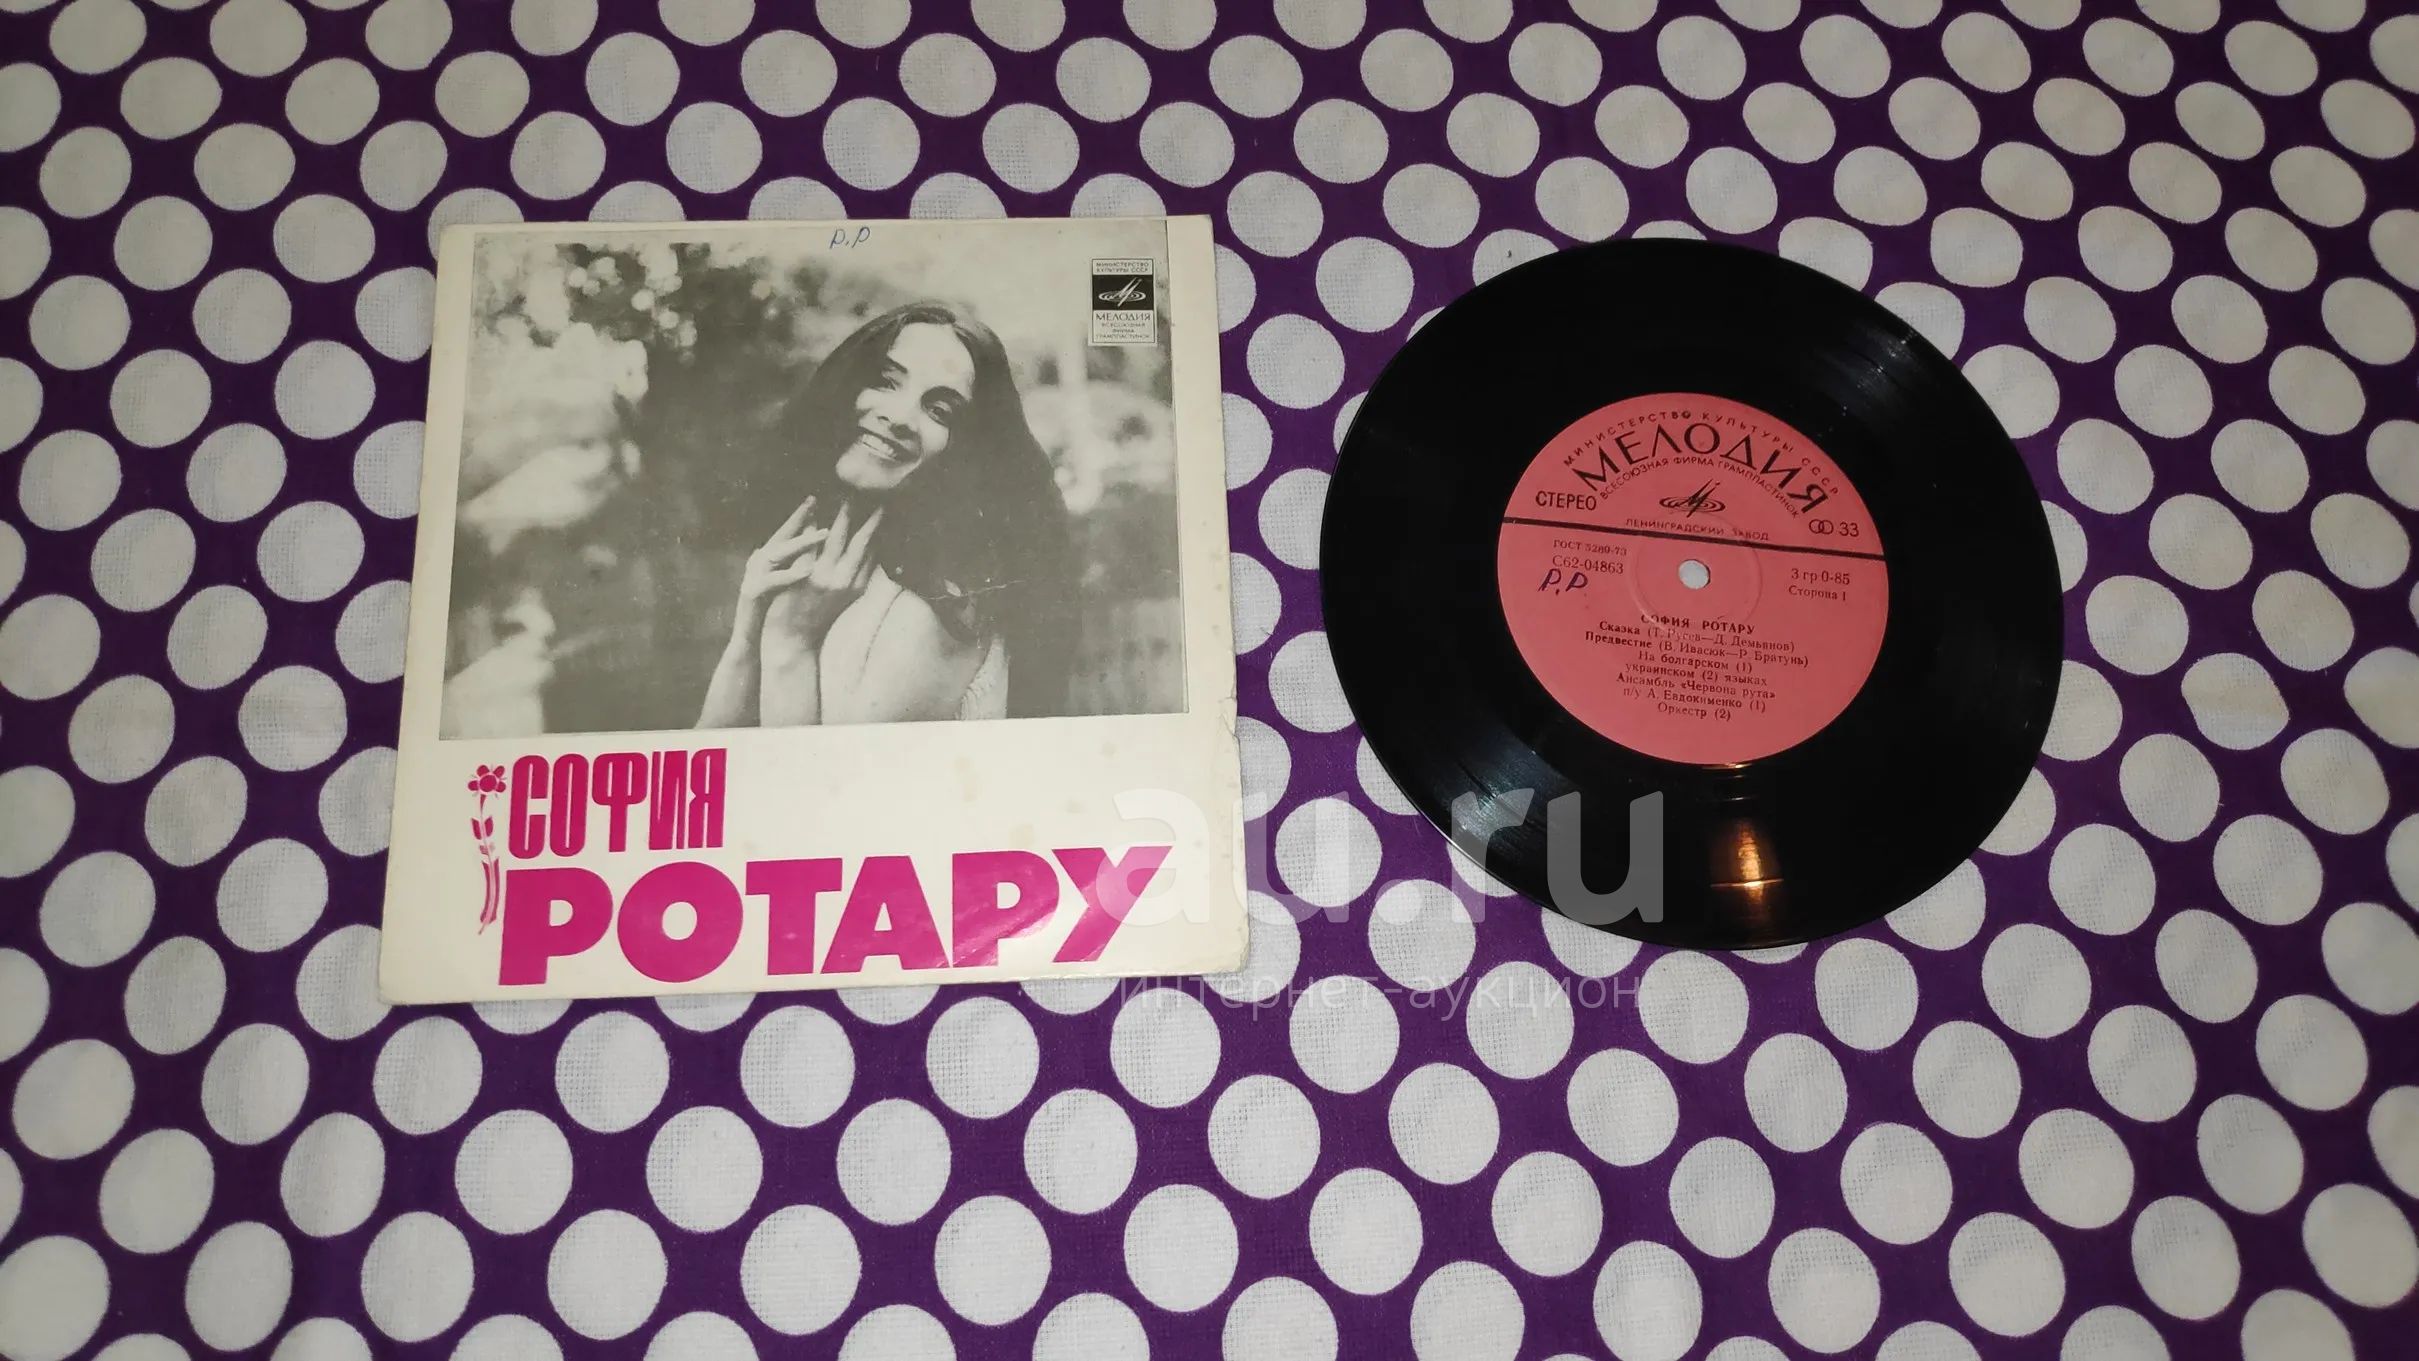 р.р
МИНИСТЕРСТВО
КУЛЬТУРЫ СССР
МЕЛОДИЯ
ВСЕСОЮЗНАЯ
ФИРМА
ГРАМПЛАСТИНОК
СОФИЯ
РОТАРУ
МИНИСТЕРСТВО КУЛЬТУРЫ СССР
МЕЛОДИЯ
ВСЕСОЮЗНАЯ ФИРМА ГРАМПЛАСТИНОК
СТЕРЕО
33
ЛЕНИНГРАДСКИЙ ЗАВОД
ГОСТ 5289-73
С62-04863
р.р
3 гр 0-85
Сторона 1
СОФИЯ РОТАРУ
Сказка (Т. Русев—Д. Демьянов)
Предвестие (В. Ивасюк—Р. Братунь)
На болгарском (1)
украинском (2) языках
Ансамбль «Червона рута»
п/у А. Евдокименко (1)
Оркестр (2)
au.ru
интернет-аукцион